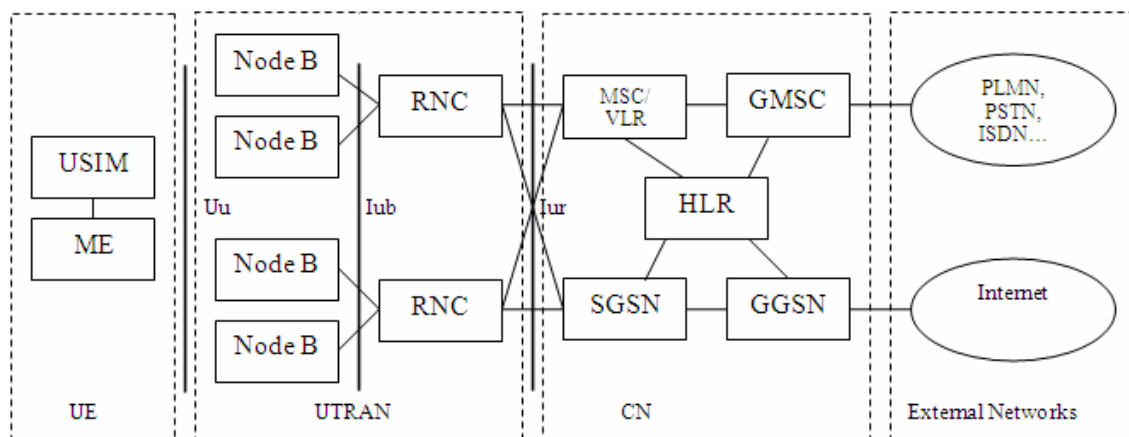 USIM
ME
UE
Uu
Node B
Node B
Node B
Node B
Iub
RNC
RNC
UTRAN
Iur
MSC/
VLR
GMSC
HLR
SGSN
GGSN
CN
PLMN,
PSTN,
ISDN…
Internet
External Networks